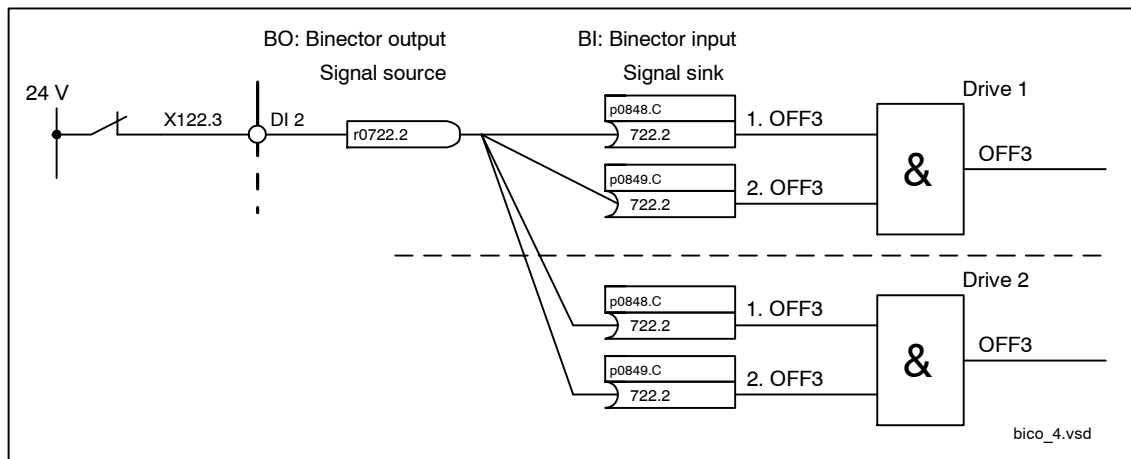 BO: Binector output
Signal source
BI: Binector input
Signal sink
24 V
X122.3
DI 2
r0722.2
p0848.C
722.2
1. OFF3
p0849.C
722.2
2. OFF3
Drive 1
&
OFF3
p0848.C
722.2
1. OFF3
p0849.C
722.2
2. OFF3
Drive 2
&
OFF3
bico_4.vsd